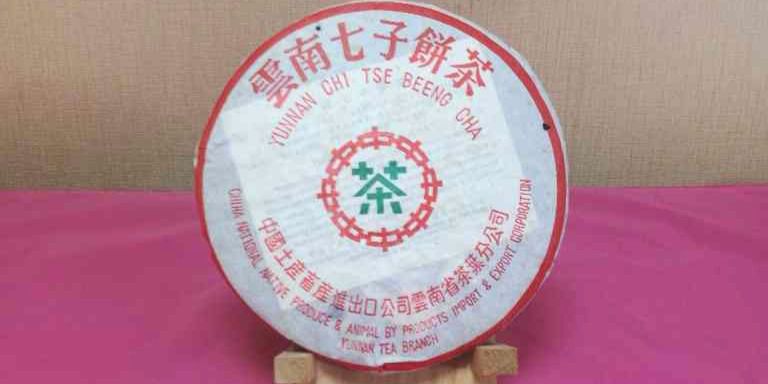 雲南七子餅茶
YUNNAN CHI TSE BEENG CHA
茶
中國土產畜產進出口公司雲南省茶葉分公司
CHINA NATIONAL NATIVE PRODUCE & ANIMAL BY PRODUCTS IMPORT & EXPORT CORPORATION
YUNNAN TEA BRANCH